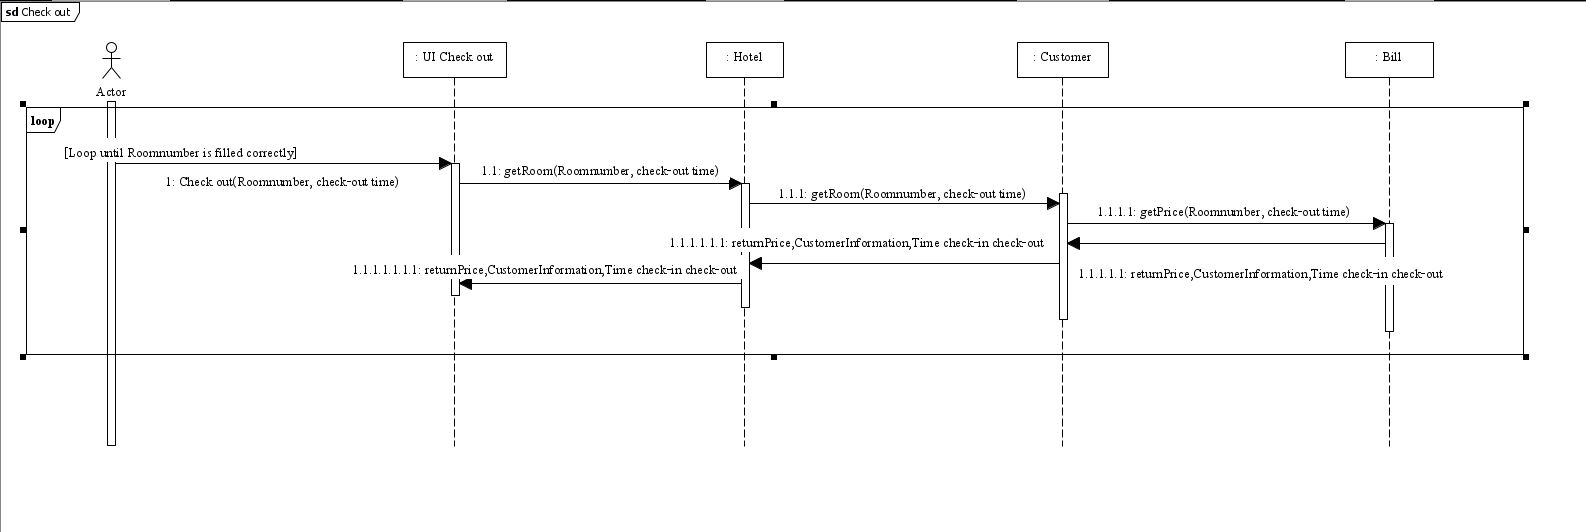 sd Check out
: UI Check out
: Hotel
: Customer
: Bill
Actor
loop
[Loop until Roomnumber is filled correctly]
1: Check out(Roomnumber, check-out time)
1.1: getRoom(Roomnumber, check-out time)
1.1.1: getRoom(Roomnumber, check-out time)
1.1.1.1: getPrice(Roomnumber, check-out time)
1.1.1.1.1.1: returnPrice,CustomerInformation,Time check-in check-out
1.1.1.1.1.1.1: returnPrice,CustomerInformation,Time check-in check-out
1.1.1.1.1: returnPrice,CustomerInformation,Time check-in check-out